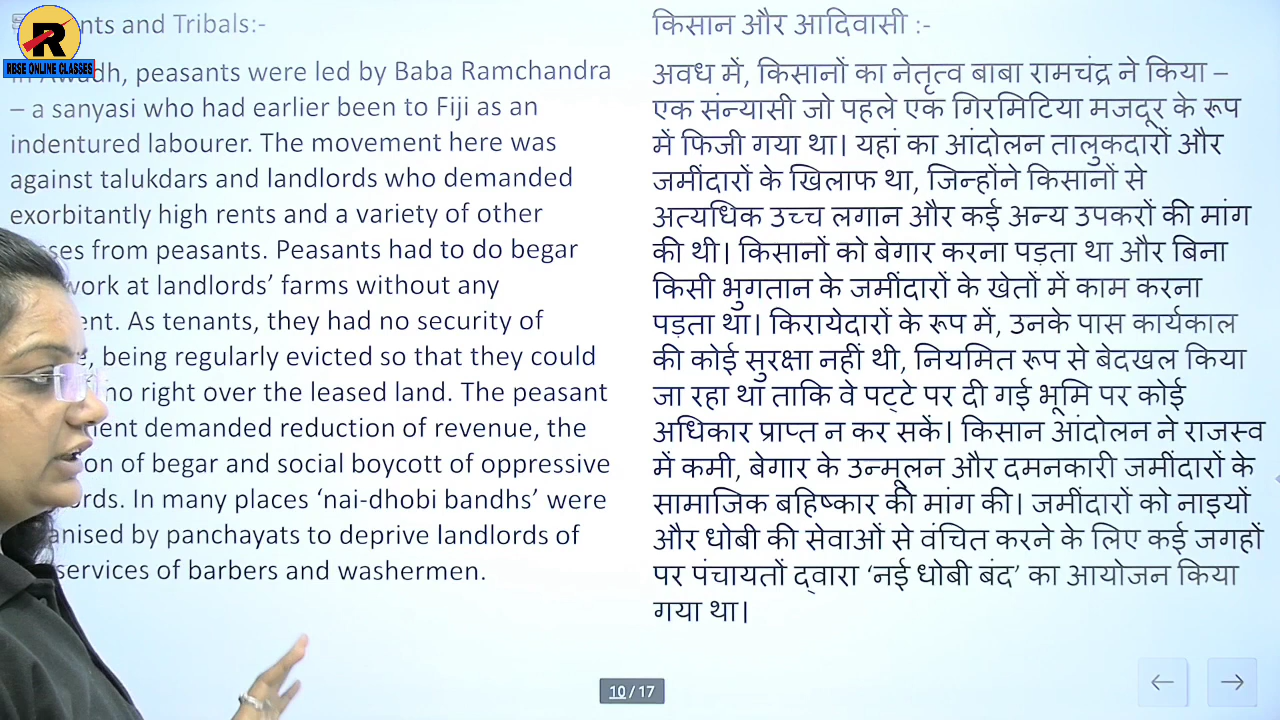 and Tribals:-
Awadh, peasants were led by Baba Ramchandra
– a sanyasi who had earlier been to Fiji as an
indentured labourer. The movement here was
against talukdars and landlords who demanded
exorbitantly high rents and a variety of other
from peasants. Peasants had to do begar
work at landlords’ farms without any
As tenants, they had no security of
being regularly evicted so that they could
no right over the leased land. The peasant
demanded reduction of revenue, the
of begar and social boycott of oppressive
In many places ‘nai-dhobi bandhs’ were
by panchayats to deprive landlords of
services of barbers and washermen.
किसान और आदिवासी :-
अवध में, किसानों का नेतृत्व बाबा रामचंद्र ने किया –
एक संन्यासी जो पहले एक गिरमिटिया मजदूर के रूप
में फिजी गया था। यहां का आंदोलन तालुकदारों और
जमींदारों के खिलाफ था, जिन्होंने किसानों से
अत्यधिक उच्च लगान और कई अन्य उपकरों की मांग
की थी। किसानों को बेगार करना पड़ता था और बिना
किसी भुगतान के जमींदारों के खेतों में काम करना
पड़ता था। किरायेदारों के रूप में, उनके पास कार्यकाल
की कोई सुरक्षा नहीं थी, नियमित रूप से बेदखल किया
जा रहा था ताकि वे पट्टे पर दी गई भूमि पर कोई
अधिकार प्राप्त न कर सकें। किसान आंदोलन ने राजस्व
में कमी, बेगार के उन्मूलन और दमनकारी जमींदारों के
सामाजिक बहिष्कार की मांग की। जमींदारों को नाइयों
और धोबी की सेवाओं से वंचित करने के लिए कई जगहों
पर पंचायतों द्वारा ‘नई धोबी बंद’ का आयोजन किया
गया था।
R
RBSE ONLINE CLASSES
10 / 17